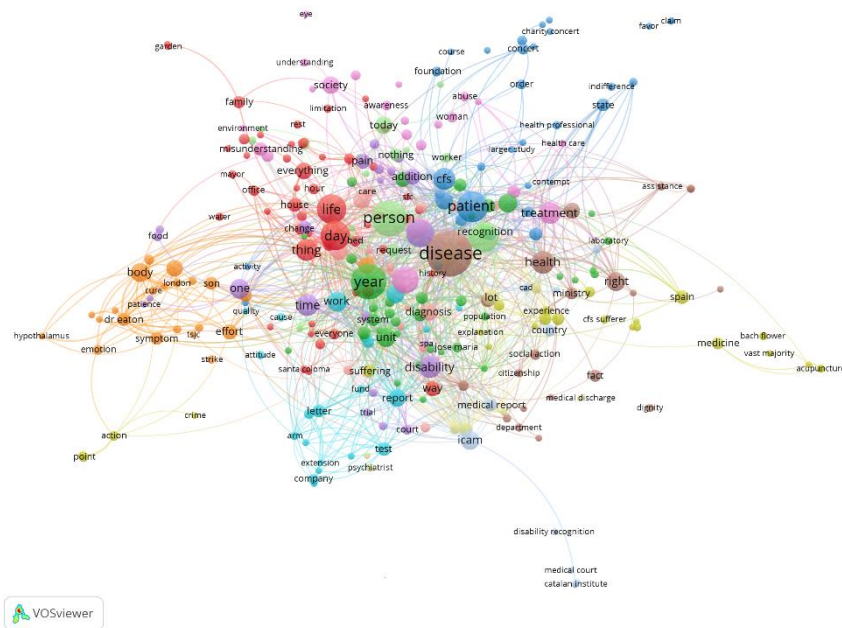 eye
charity concert
claim
favor
garden
course
concert
understanding
foundation
society
order
indifference
family
limitation
awareness
abuse
state
rest
today
woman
environment
health professional
misunderstanding
nothing
larger study
health care
pain
worker
everything
addition
cfs
contempt
mayor
hour
care
assistance
office
house
sfc
patient
life
person
treatment
water
change
recognition
food
day
bed
laboratory
thing
request
disease
body
activity
health
london
history
cure
son
year
cad
right
patience
one
quality
time
work
lot
ministry
spain
dr eaton
system
diagnosis
experience
population
cfs sufferer
hypothalamus
symptom
tsjc
effort
cause
everyone
unit
explanation
country
bach flower
emotion
jose maria
medicine
strike
attitude
spa
social action
vast majority
santa coloma
suffering
disability
citizenship
fact
acupuncture
fund
way
report
medical discharge
crime
letter
trial
medical report
dignity
action
arm
court
department
point
test
icam
extension
psychiatrist
company
disability recognition
medical court
catalan institute
VOSviewer